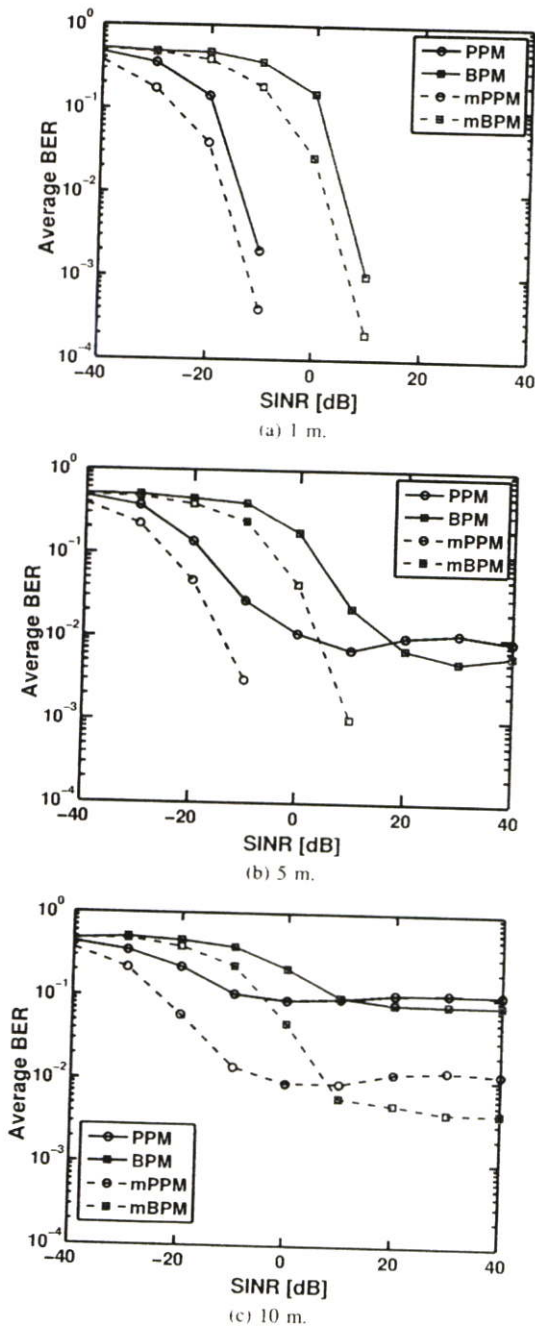 10^0
10^-1
10^-2
10^-3
10^-4
Average BER
PPM
BPM
mPPM
mBPM
-40
-20
0
20
40
SINR [dB]
(a) 1 m.
10^0
10^-1
10^-2
10^-3
10^-4
Average BER
PPM
BPM
mPPM
mBPM
-40
-20
0
20
40
SINR [dB]
(b) 5 m.
10^0
10^-1
10^-2
10^-3
10^-4
Average BER
PPM
BPM
mPPM
mBPM
-40
-20
0
20
40
SINR [dB]
(c) 10 m.